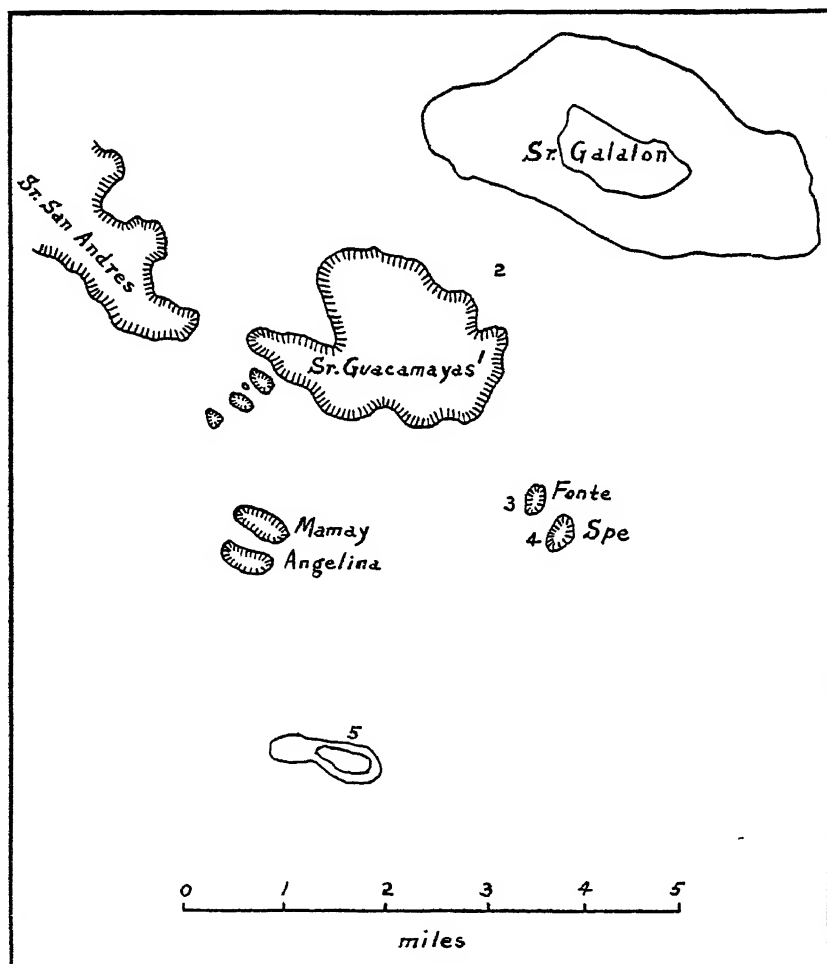 Sr. Galalon
Sr. San Andres
2
Sr. Guacamayas 1
3 Fonte
4 Spe
Mamay
Angelina
5
0 1 2 3 4 5
miles